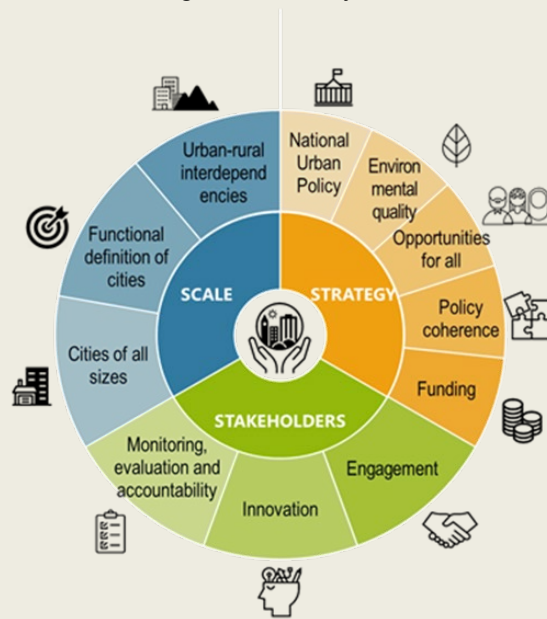 Urban-rural
interdepend
encies
Functional
definition of
cities
Cities of all
sizes
SCALE
National
Urban
Policy
Environ
mental
quality
Opportunities
for all
Policy
coherence
Funding
STRATEGY
STAKEHOLDERS
Engagement
Innovation
Monitoring,
evaluation and
accountability